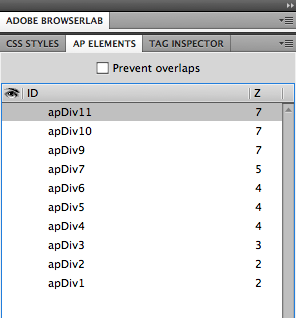 ADOBE BROWSERLAB
CSS STYLES AP ELEMENTS TAG INSPECTOR
Prevent overlaps
ID Z
apDiv11 7
apDiv10 7
apDiv9 7
apDiv7 5
apDiv6 4
apDiv5 4
apDiv4 4
apDiv3 3
apDiv2 2
apDiv1 2